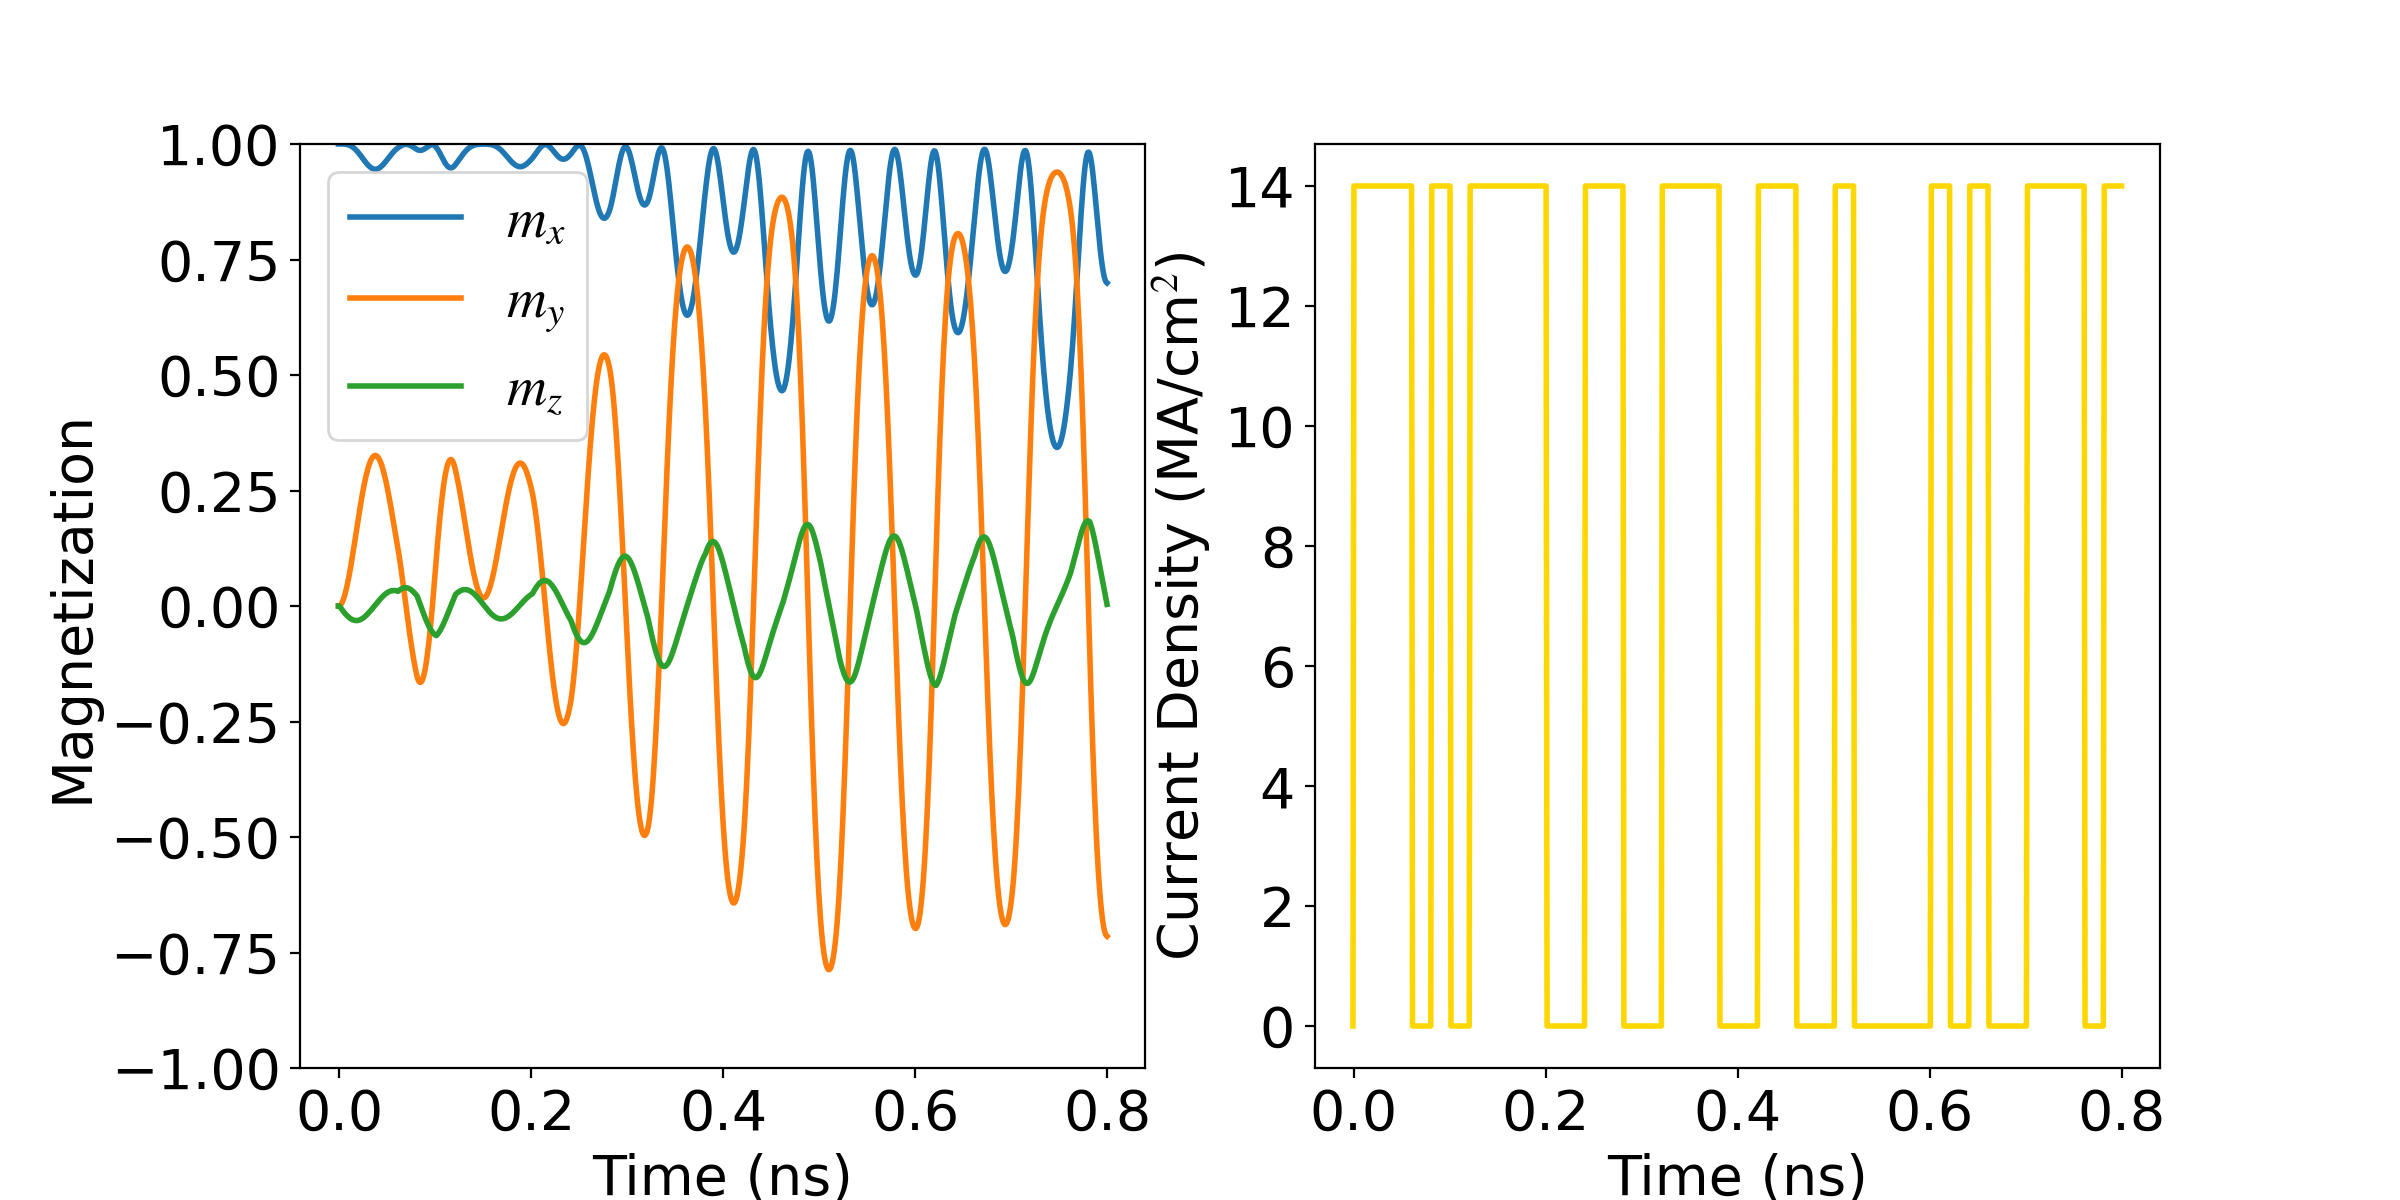 Magnetization
1.00
0.75
0.50
0.25
0.00
−0.25
−0.50
−0.75
−1.00
m_x
m_y
m_z
0.0 0.2 0.4 0.6 0.8
Time (ns)
Current Density (MA/cm²)
14
12
10
8
6
4
2
0
0.0 0.2 0.4 0.6 0.8
Time (ns)